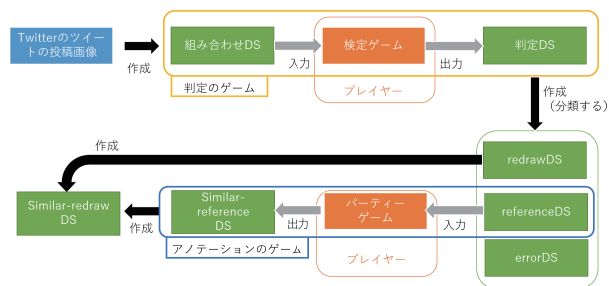 Twitterのツイー
トの投稿画像
作成
組み合わせDS
入力
検定ゲーム
出力
判定DS
判定のゲーム
プレイヤー
作成
(分類する)
作成
redrawDS
Similar-redraw
DS
作成
Similar-
reference
DS
出力
パーティー
ゲーム
入力
referenceDS
アノテーションのゲーム
プレイヤー
errorDS